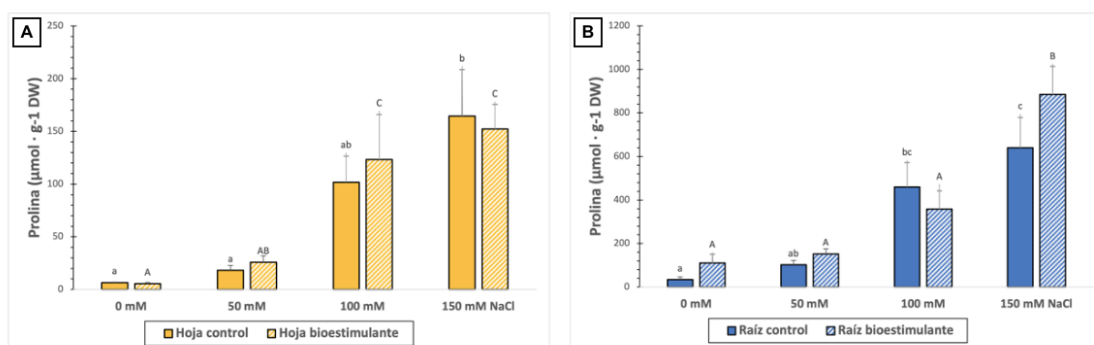 A
Prolina (µmol · g-1 DW)
250
200
150
100
50
0
a
A
a
AB
ab
C
b
C
0 mM
50 mM
100 mM
150 mM NaCl
Hoja control
Hoja bioestimulante
B
Prolina (µmol · g-1 DW)
1200
1000
800
600
400
200
0
a
A
ab
A
bc
A
c
B
0 mM
50 mM
100 mM
150 mM NaCl
Raíz control
Raíz bioestimulante